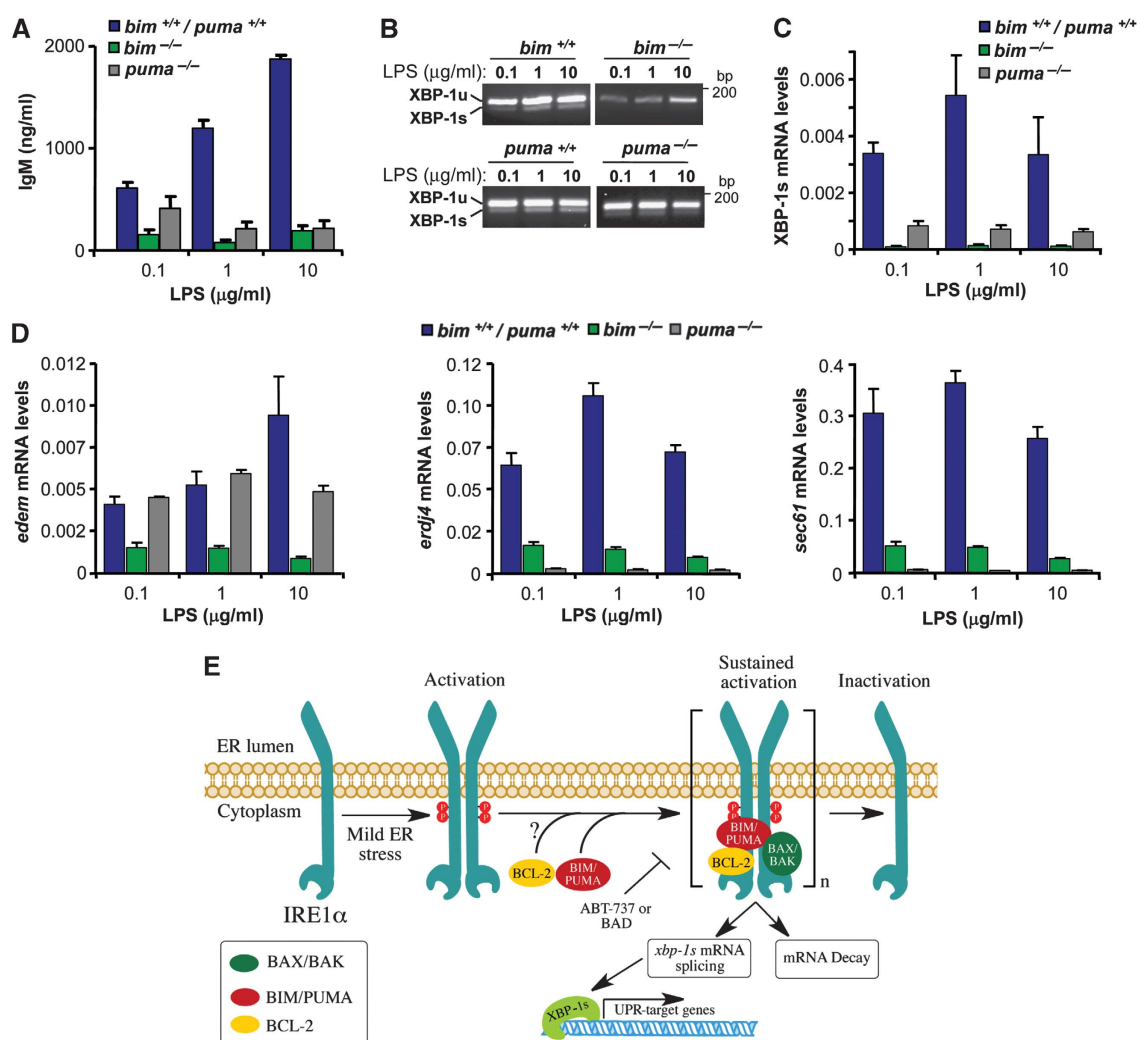 A
bim +/+ / puma +/+
bim –/–
puma –/–
IgM (ng/ml)
2000
1000
0
0.1 1 10
LPS (μg/ml)
B
bim +/+ bim –/–
LPS (μg/ml): 0.1 1 10 0.1 1 10 bp
200
XBP-1u
XBP-1s
puma +/+ puma –/–
LPS (μg/ml): 0.1 1 10 0.1 1 10 bp
200
XBP-1u
XBP-1s
C
bim +/+ / puma +/+
bim –/–
puma –/–
XBP-1s mRNA levels
0.006
0.004
0.002
0
0.1 1 10
LPS (μg/ml)
D
bim +/+ / puma +/+ bim –/– puma –/–
edem mRNA levels
0.012
0.010
0.007
0.005
0.002
0
0.1 1 10
LPS (μg/ml)
erdj4 mRNA levels
0.12
0.10
0.07
0.05
0.02
0
0.1 1 10
LPS (μg/ml)
sec61 mRNA levels
0.4
0.3
0.2
0.1
0
0.1 1 10
LPS (μg/ml)
E
Activation
Sustained
activation
Inactivation
ER lumen
Cytoplasm
Mild ER
stress
P P
P P
P P
P P
?
BCL-2
BIM/
PUMA
ABT-737 or
BAD
BIM/
PUMA
BCL-2
BAX/
BAK
n
IRE1α
xbp-1s mRNA
splicing
mRNA Decay
XBP-1s
UPR-target genes
BAX/BAK
BIM/PUMA
BCL-2